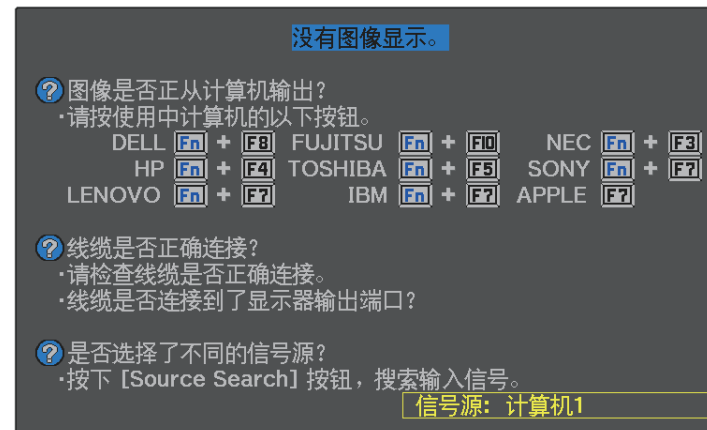 没有图像显示。
? 图像是否正从计算机输出?
·请按使用中计算机的以下按钮。
DELL Fn + F8 FUJITSU Fn + F10 NEC Fn + F3
HP Fn + F4 TOSHIBA Fn + F5 SONY Fn + F7
LENOVO Fn + F7 IBM Fn + F7 APPLE F7
? 线缆是否正确连接?
·请检查线缆是否正确连接。
·线缆是否连接到了显示器输出端口?
? 是否选择了不同的信号源?
·按下 [Source Search] 按钮，搜索输入信号。
信号源: 计算机1